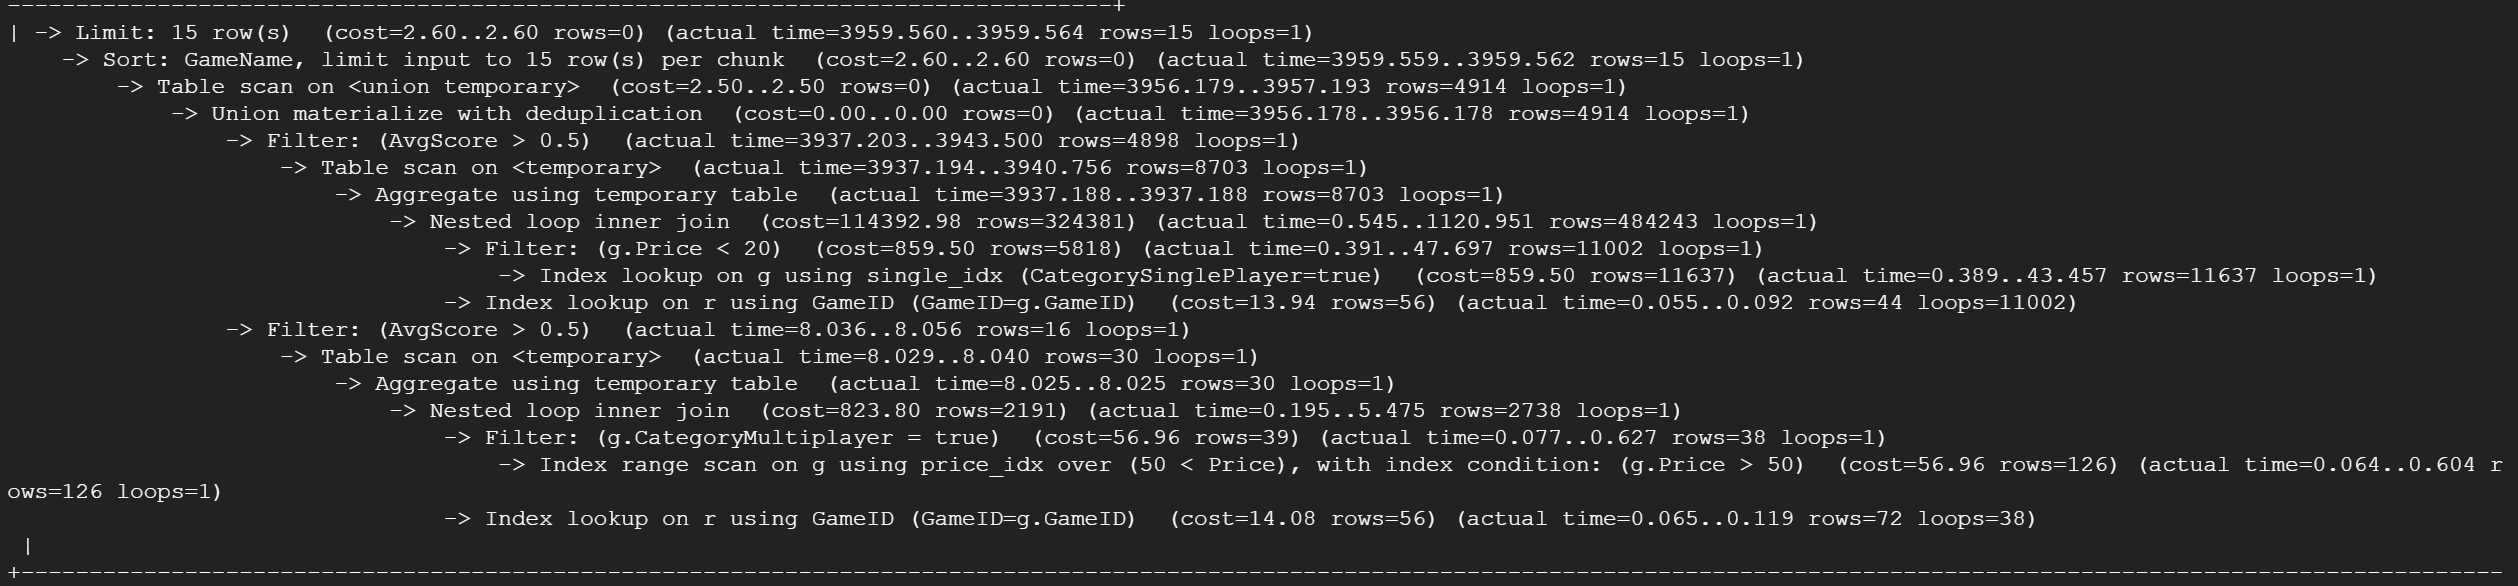 --------------------------------------------------------------------------------+
| -> Limit: 15 row(s)  (cost=2.60..2.60 rows=0) (actual time=3959.560..3959.564 rows=15 loops=1)
    -> Sort: GameName, limit input to 15 row(s) per chunk  (cost=2.60..2.60 rows=0) (actual time=3959.559..3959.562 rows=15 loops=1)
        -> Table scan on <union temporary>  (cost=2.50..2.50 rows=0) (actual time=3956.179..3957.193 rows=4914 loops=1)
            -> Union materialize with deduplication  (cost=0.00..0.00 rows=0) (actual time=3956.178..3956.178 rows=4914 loops=1)
                -> Filter: (AvgScore > 0.5)  (actual time=3937.203..3943.500 rows=4898 loops=1)
                    -> Table scan on <temporary>  (actual time=3937.194..3940.756 rows=8703 loops=1)
                        -> Aggregate using temporary table  (actual time=3937.188..3937.188 rows=8703 loops=1)
                            -> Nested loop inner join  (cost=114392.98 rows=324381) (actual time=0.545..1120.951 rows=484243 loops=1)
                                -> Filter: (g.Price < 20)  (cost=859.50 rows=5818) (actual time=0.391..47.697 rows=11002 loops=1)
                                    -> Index lookup on g using single_idx (CategorySinglePlayer=true)  (cost=859.50 rows=11637) (actual time=0.389..43.457 rows=11637 loops=1)
                                -> Index lookup on r using GameID (GameID=g.GameID)  (cost=13.94 rows=56) (actual time=0.055..0.092 rows=44 loops=11002)
                -> Filter: (AvgScore > 0.5)  (actual time=8.036..8.056 rows=16 loops=1)
                    -> Table scan on <temporary>  (actual time=8.029..8.040 rows=30 loops=1)
                        -> Aggregate using temporary table  (actual time=8.025..8.025 rows=30 loops=1)
                            -> Nested loop inner join  (cost=823.80 rows=2191) (actual time=0.195..5.475 rows=2738 loops=1)
                                -> Filter: (g.CategoryMultiplayer = true)  (cost=56.96 rows=39) (actual time=0.077..0.627 rows=38 loops=1)
                                    -> Index range scan on g using price_idx over (50 < Price), with index condition: (g.Price > 50)  (cost=56.96 rows=126) (actual time=0.064..0.604 r
ows=126 loops=1)
                                -> Index lookup on r using GameID (GameID=g.GameID)  (cost=14.08 rows=56) (actual time=0.065..0.119 rows=72 loops=38)
 |
+--------------------------------------------------------------------------------------------------------------------------------------------------------------------------------------